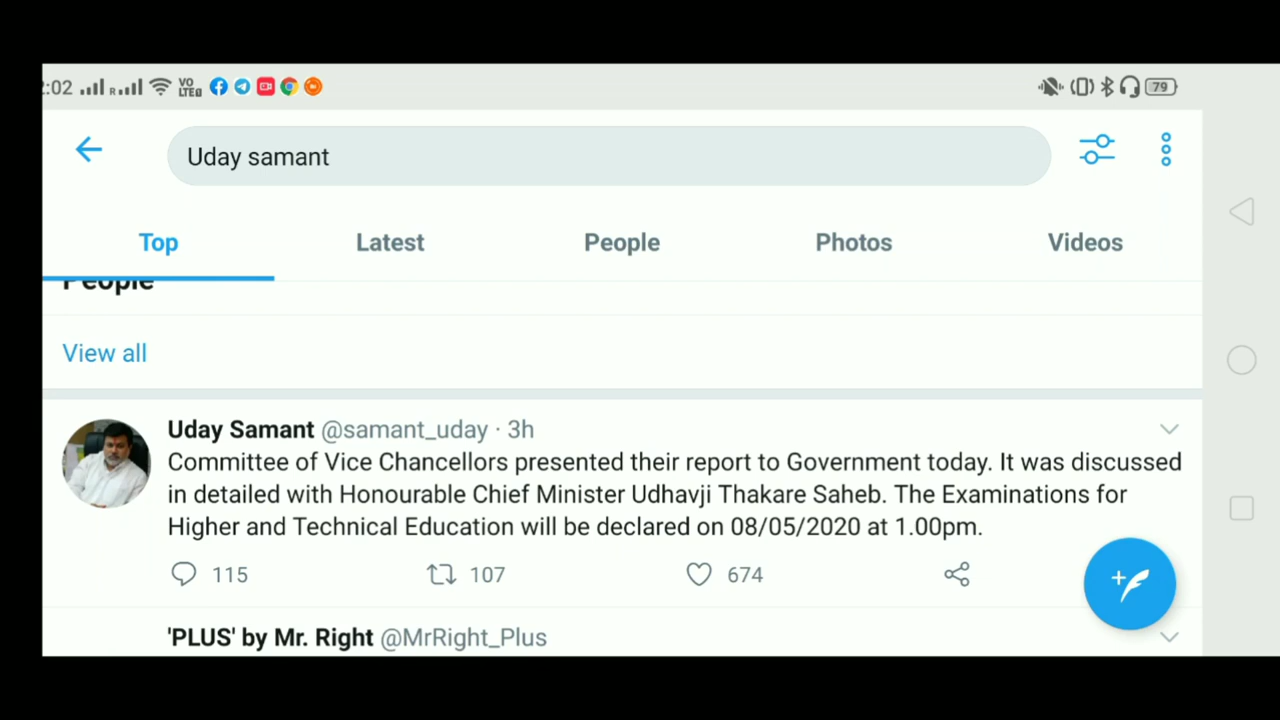 :02 R VO LTE 79
Uday samant
Top Latest People Photos Videos
People
View all
Uday Samant @samant_uday · 3h
Committee of Vice Chancellors presented their report to Government today. It was discussed
in detailed with Honourable Chief Minister Udhavji Thakare Saheb. The Examinations for
Higher and Technical Education will be declared on 08/05/2020 at 1.00pm.
115 107 674
'PLUS' by Mr. Right @MrRight_Plus